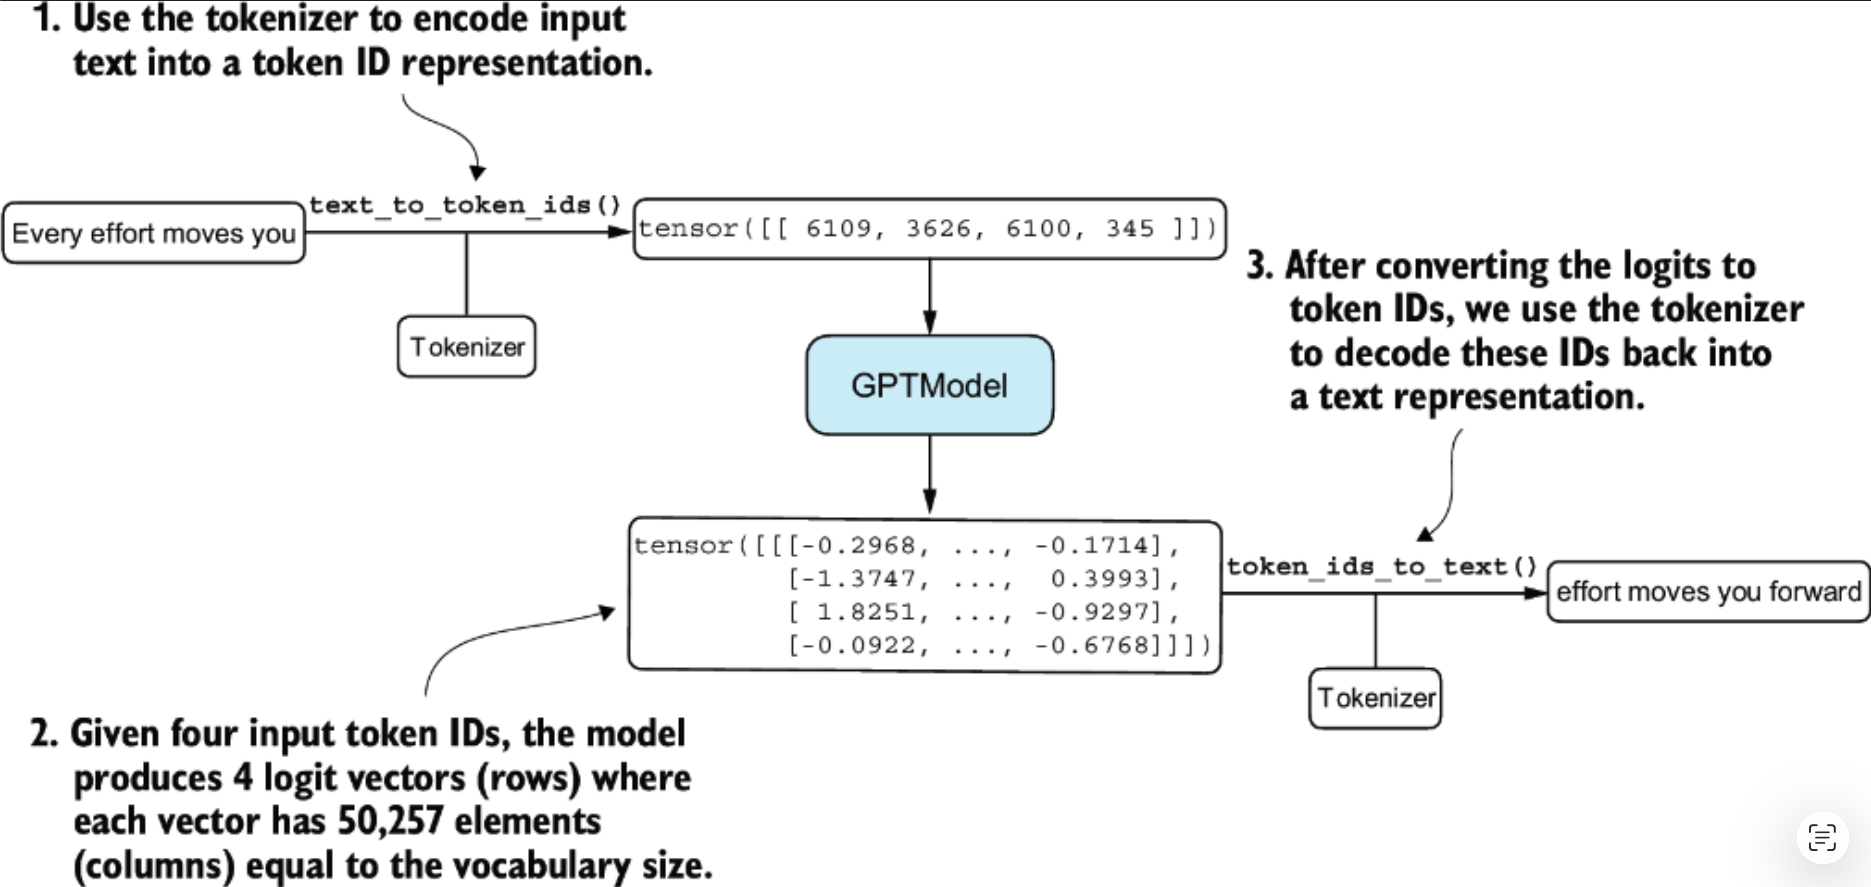 1. Use the tokenizer to encode input
text into a token ID representation.
text_to_token_ids()
Every effort moves you
tensor([[ 6109, 3626, 6100, 345 ]])
Tokenizer
GPTModel
3. After converting the logits to
token IDs, we use the tokenizer
to decode these IDs back into
a text representation.
tensor([[[-0.2968, ..., -0.1714],
[-1.3747, ..., 0.3993],
[ 1.8251, ..., -0.9297],
[-0.0922, ..., -0.6768]]])
token_ids_to_text()
effort moves you forward
Tokenizer
2. Given four input token IDs, the model
produces 4 logit vectors (rows) where
each vector has 50,257 elements
(columns) equal to the vocabulary size.